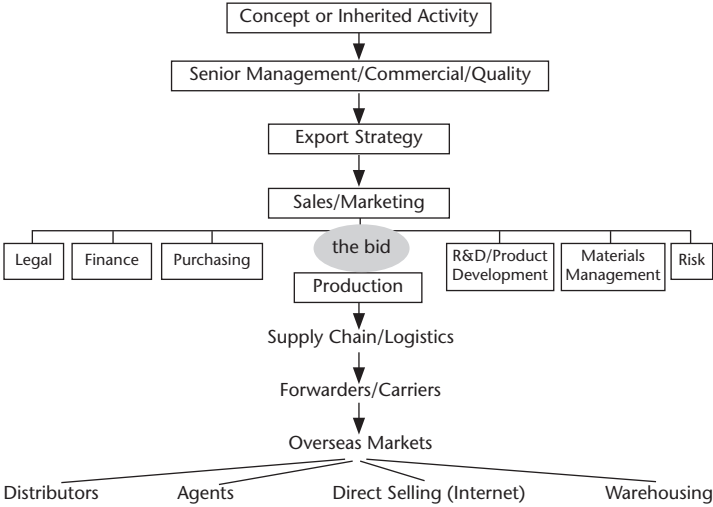 Concept or Inherited Activity
Senior Management/Commercial/Quality
Export Strategy
Sales/Marketing
Legal
Finance
Purchasing
the bid
R&D/Product
Development
Materials
Management
Risk
Production
Supply Chain/Logistics
Forwarders/Carriers
Overseas Markets
Distributors
Agents
Direct Selling (Internet)
Warehousing